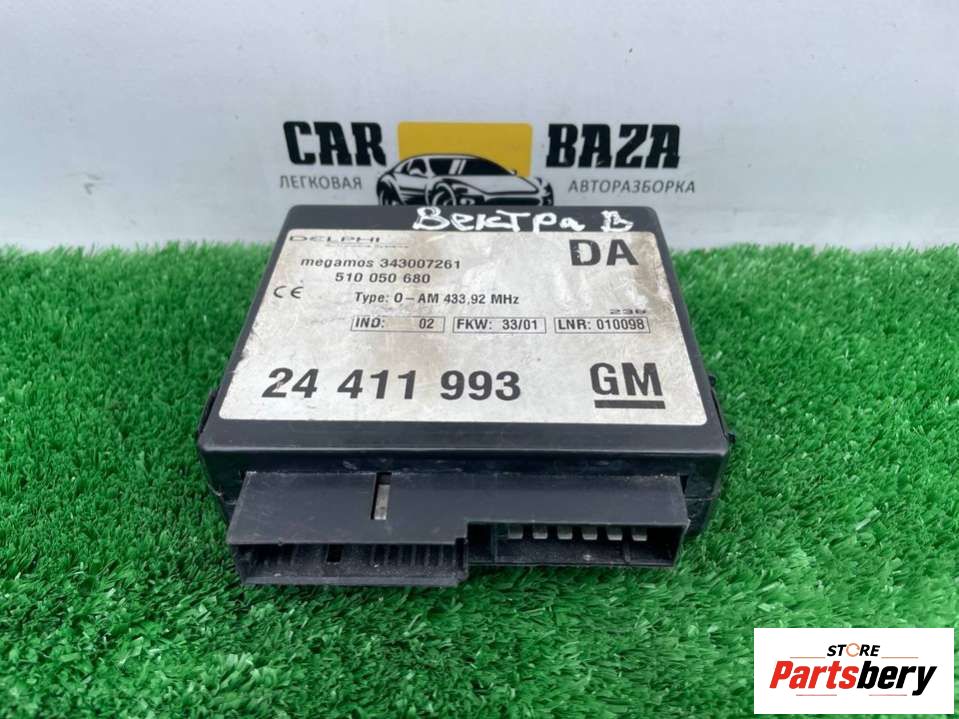 CAR BAZA
ЛЕГКОВАЯ АВТОРАЗБОРКА
Вектра В
DELPHI
DA
megamos 343007261
510 050 680
CE Type: O-AM 433,92 MHz
236
IND: 02 FKW: 33/01 LNR: 010098
24 411 993 GM
STORE
Partsbery